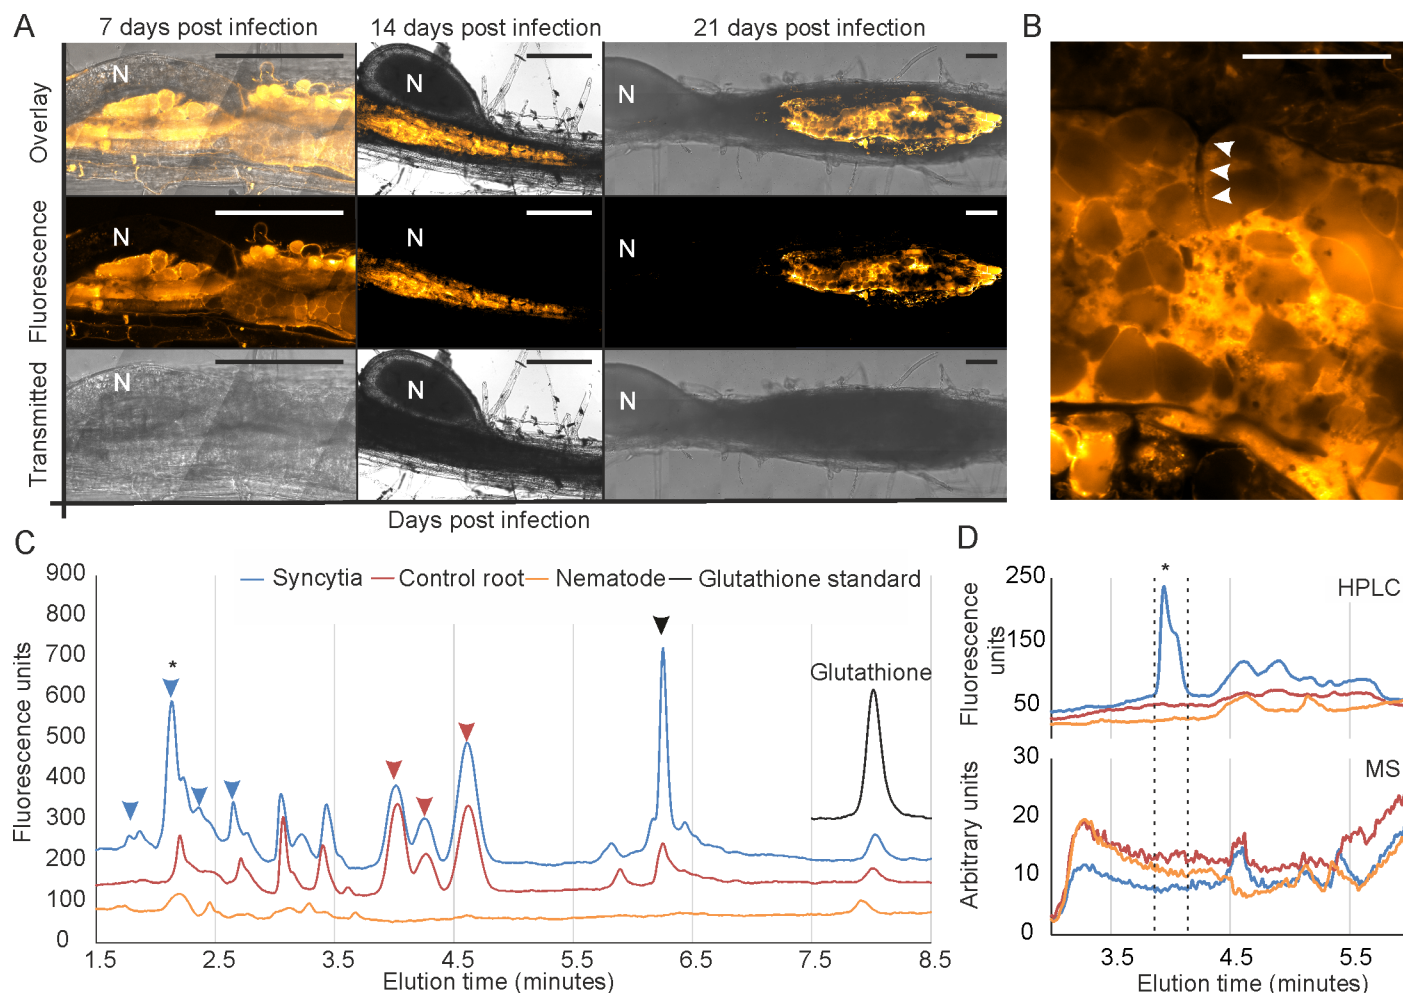 A
7 days post infection
14 days post infection
21 days post infection
B
Overlay
N
N
N
Fluorescence
N
N
N
Transmitted
N
N
N
Days post infection
C
Syncytia
Control root
Nematode
Glutathione standard
Fluorescence units
900
800
700
600
500
400
300
200
100
0
*
Glutathione
1.5
2.5
3.5
4.5
5.5
6.5
7.5
8.5
Elution time (minutes)
D
Fluorescence
units
250
150
50
*
HPLC
Arbitrary units
30
20
10
0
MS
3.5
4.5
5.5
Elution time (minutes)